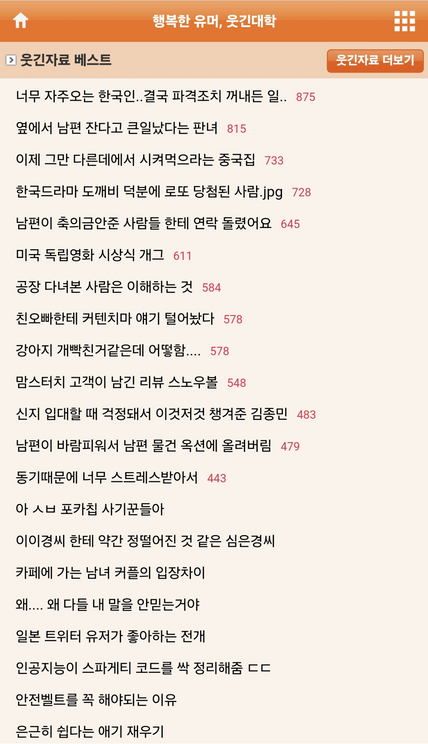 행복한 유머, 웃긴대학
웃긴자료 베스트 웃긴자료 더보기
너무 자주오는 한국인..결국 파격조치 꺼내든 일.. 875
옆에서 남편 잔다고 큰일났다는 판녀 815
이제 그만 다른데에서 시켜먹으라는 중국집 733
한국드라마 도깨비 덕분에 로또 당첨된 사람.jpg 728
남편이 축의금안준 사람들 한테 연락 돌렸어요 645
미국 독립영화 시상식 개그 611
공장 다녀본 사람은 이해하는 것 584
친오빠한테 커텐치마 얘기 털어놨다 578
강아지 개빡친거같은데 어떻함.... 578
맘스터치 고객이 남긴 리뷰 스노우볼 548
신지 입대할 때 걱정돼서 이것저것 챙겨준 김종민 483
남편이 바람피워서 남편 물건 옥션에 올려버림 479
동기때문에 너무 스트레스받아서 443
아 ㅅㅂ 포카칩 사기꾼들아
이이경씨 한테 약간 정떨어진 것 같은 심은경씨
카페에 가는 남녀 커플의 입장차이
왜.... 왜 다들 내 말을 안믿는거야
일본 트위터 유저가 좋아하는 전개
인공지능이 스파게티 코드를 싹 정리해줌 ㄷㄷ
안전벨트를 꼭 해야되는 이유
은근히 쉽다는 애기 재우기